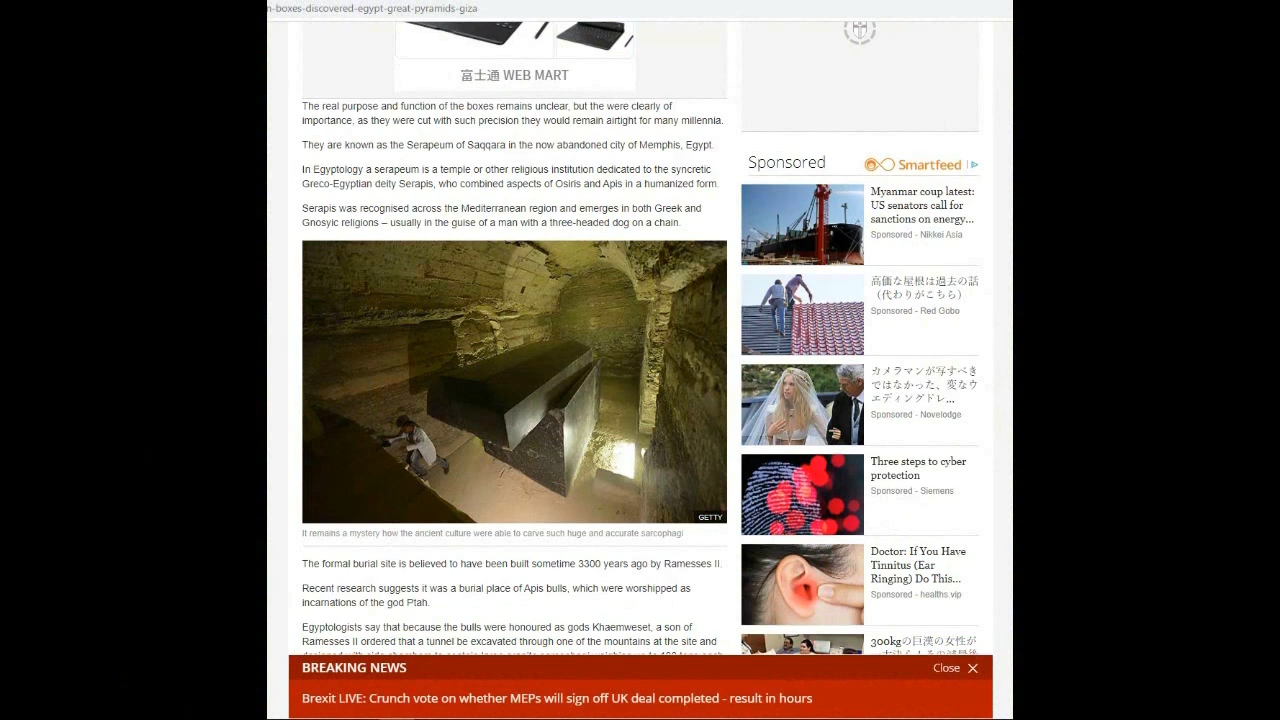 n-boxes-discovered-egypt-great-pyramids-giza
富士通 WEB MART
The real purpose and function of the boxes remains unclear, but the were clearly of
importance, as they were cut with such precision they would remain airtight for many millennia.
They are known as the Serapeum of Saqqara in the now abandoned city of Memphis, Egypt.
In Egyptology a serapeum is a temple or other religious institution dedicated to the syncretic
Greco-Egyptian deity Serapis, who combined aspects of Osiris and Apis in a humanized form.
Serapis was recognised across the Mediterranean region and emerges in both Greek and
Gnosyic religions – usually in the guise of a man with a three-headed dog on a chain.
GETTY
It remains a mystery how the ancient culture were able to carve such huge and accurate sarcophagi
The formal burial site is believed to have been built sometime 3300 years ago by Ramesses II.
Recent research suggests it was a burial place of Apis bulls, which were worshipped as
incarnations of the god Ptah.
Egyptologists say that because the bulls were honoured as gods Khaemweset, a son of
Ramesses II ordered that a tunnel be excavated through one of the mountains at the site and
Sponsored
Smartfeed
Myanmar coup latest:
US senators call for
sanctions on energy...
Sponsored - Nikkei Asia
高価な屋根は過去の話
（代わりがこちら）
Sponsored - Red Gobo
カメラマンが写すべき
ではなかった、変なウ
エディングドレ...
Sponsored - Novelodge
Three steps to cyber
protection
Sponsored - Siemens
Doctor: If You Have
Tinnitus (Ear
Ringing) Do This...
Sponsored - healths.vip
300kgの巨漢の女性が
BREAKING NEWS
Close
Brexit LIVE: Crunch vote on whether MEPs will sign off UK deal completed - result in hours